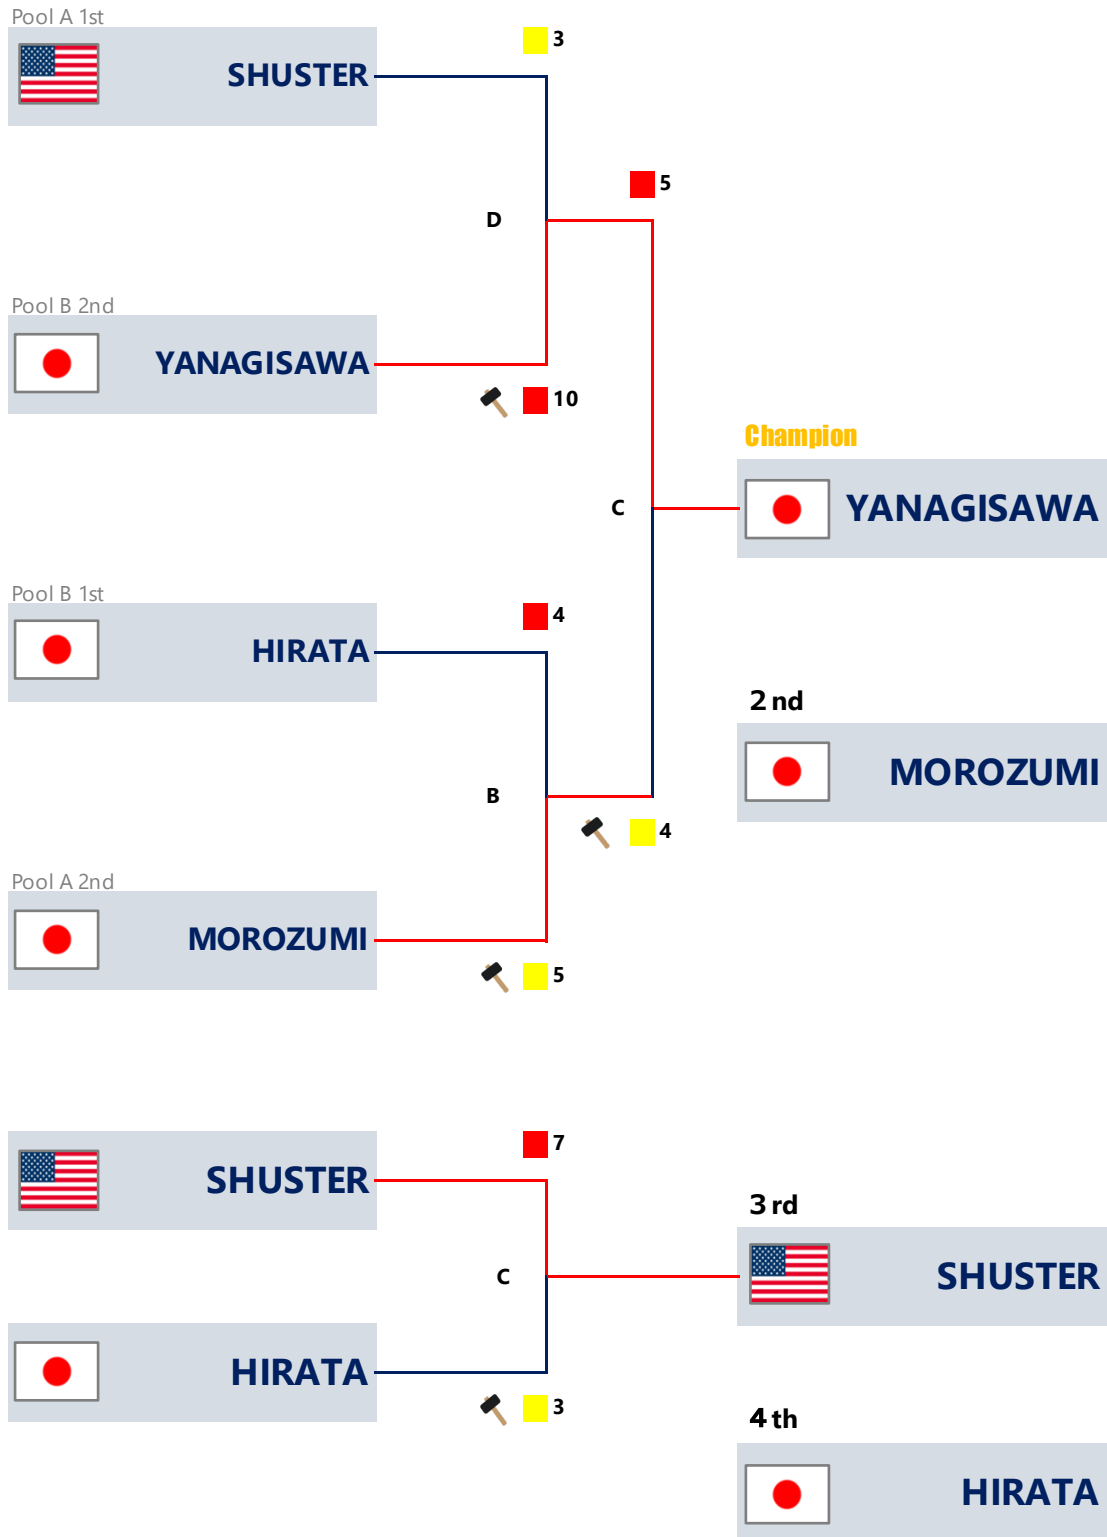 Pool A 1st
SHUSTER
3
5
D
Pool B 2nd
YANAGISAWA
10
Champion
YANAGISAWA
C
Pool B 1st
HIRATA
4
2 nd
MOROZUMI
B
4
Pool A 2nd
MOROZUMI
5
SHUSTER
7
3 rd
SHUSTER
C
HIRATA
3
4 th
HIRATA